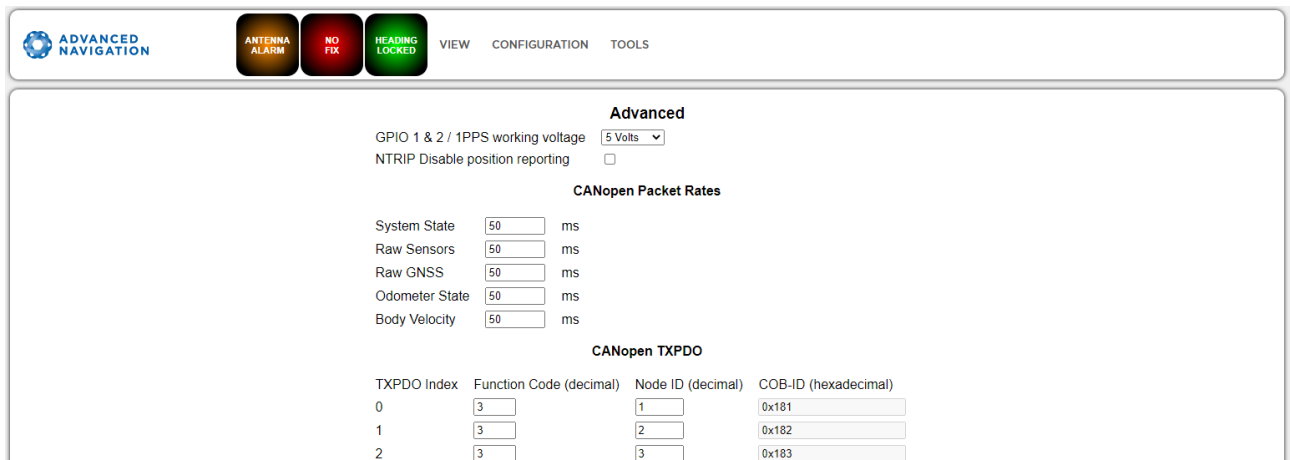 ADVANCED NAVIGATION
ANTENNA ALARM
NO FIX
HEADING LOCKED
VIEW CONFIGURATION TOOLS
Advanced
GPIO 1 & 2 / 1PPS working voltage 5 Volts
NTRIP Disable position reporting
CANopen Packet Rates
System State 50 ms
Raw Sensors 50 ms
Raw GNSS 50 ms
Odometer State 50 ms
Body Velocity 50 ms
CANopen TXPDO
TXPDO Index Function Code (decimal) Node ID (decimal) COB-ID (hexadecimal)
0 3 1 0x181
1 3 2 0x182
2 3 3 0x183